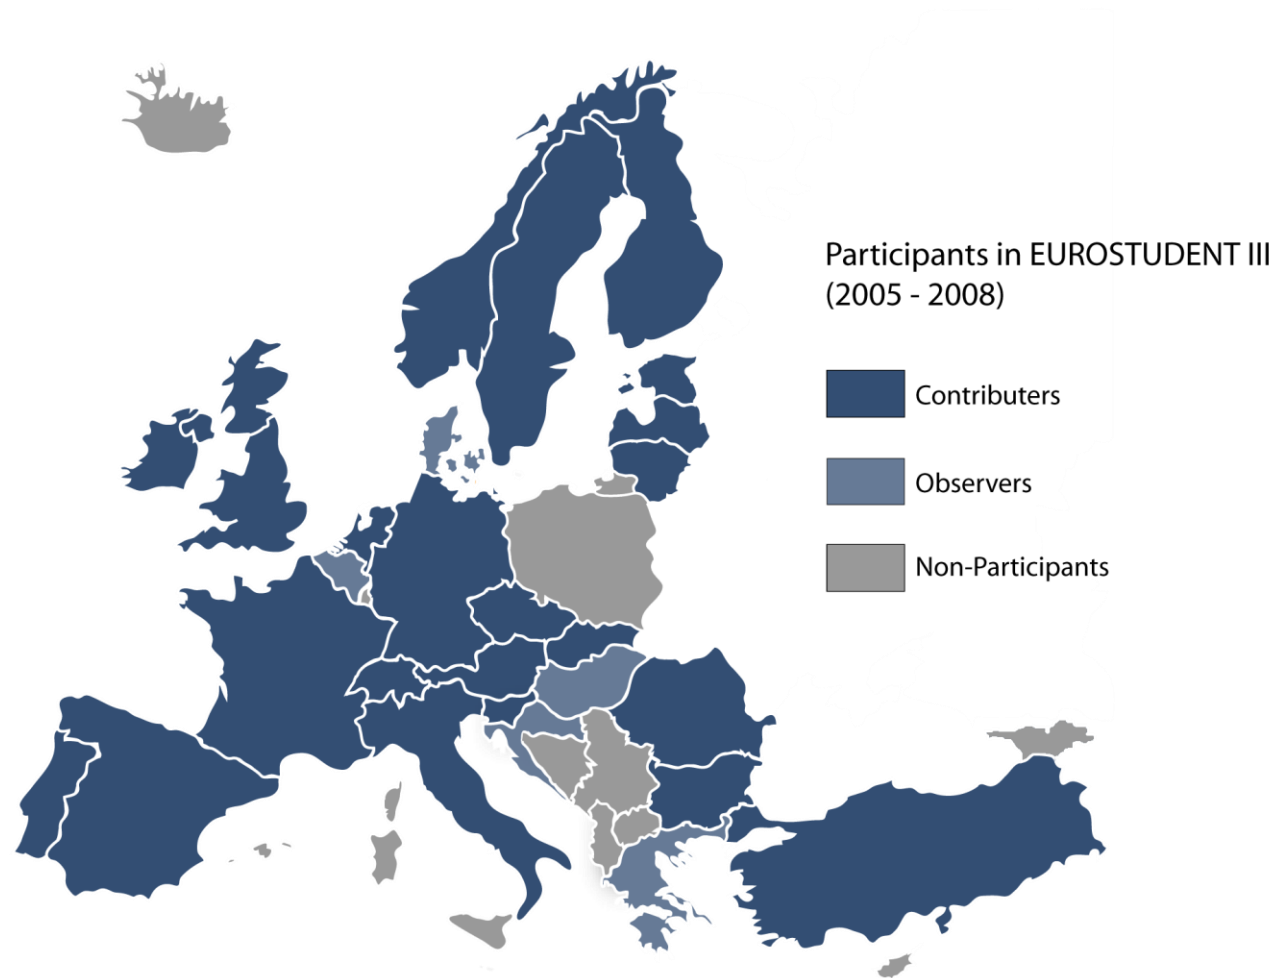 Participants in EUROSTUDENT III
(2005 - 2008)
Contributers
Observers
Non-Participants